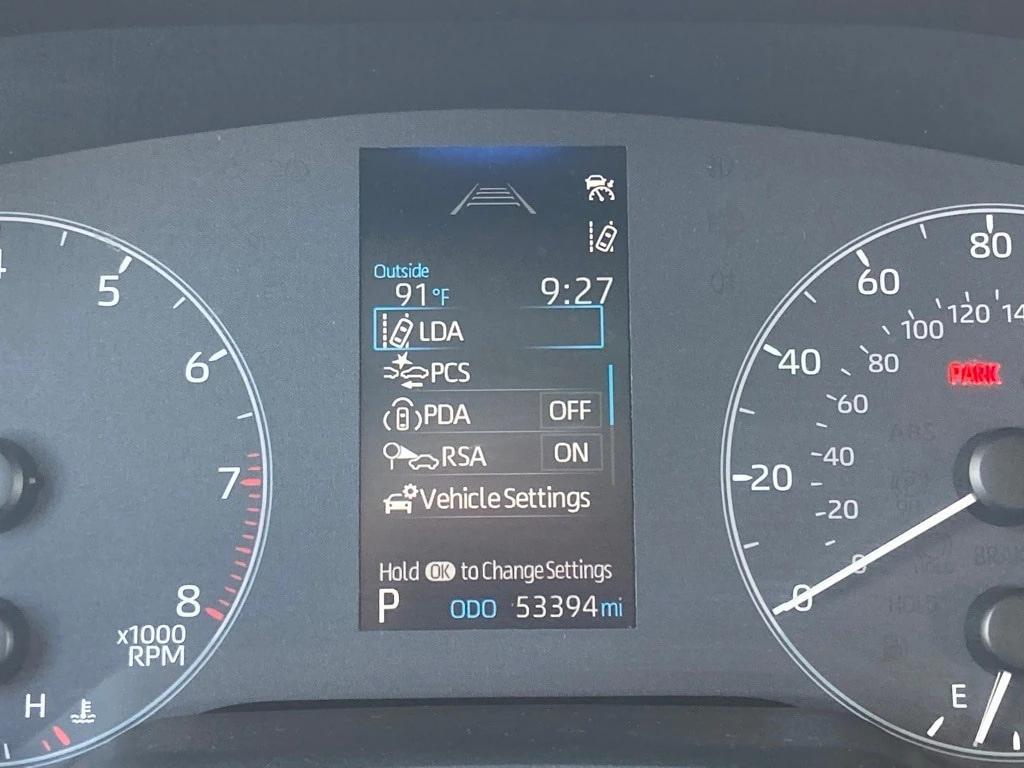 Outside
91°F 9:27
LDA
PCS
PDA OFF
RSA ON
Vehicle Settings
Hold OK to Change Settings
P ODO 53394 mi
5
6
7
8
x1000
RPM
H
0
20
40
60
80
0
20
40
60
80
100
120
PARK
ABS
HOLD
E